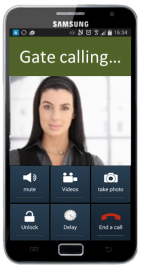 SAMSUNG
16:34
Gate calling...
mute
Videos
take photo
Unlock
Delay
End a call